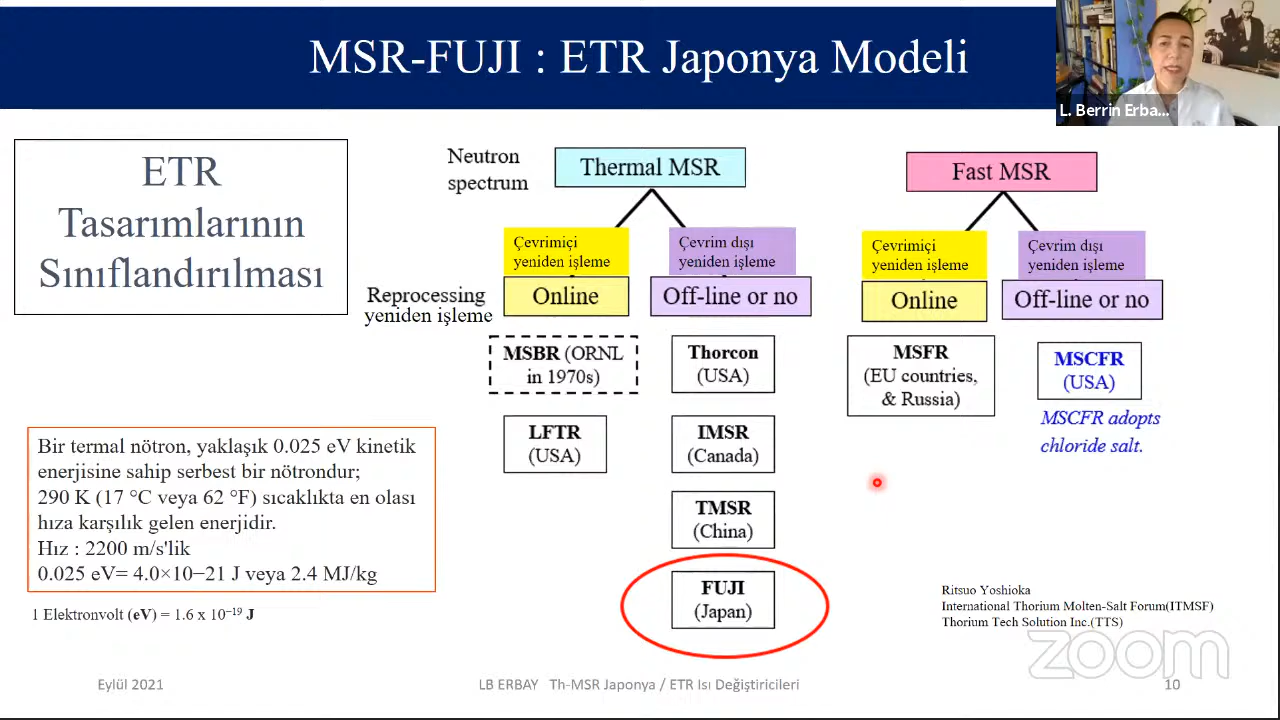 MSR-FUJI : ETR Japonya Modeli
L. Berrin Erba...
ETR
Tasarımlarının
Sınıflandırılması
Neutron
spectrum
Thermal MSR
Fast MSR
Çevrimiçi
yeniden işleme
Çevrim dışı
yeniden işleme
Çevrimiçi
yeniden işleme
Çevrim dışı
yeniden işleme
Reprocessing
yeniden işleme
Online
Off-line or no
Online
Off-line or no
MSBR (ORNL
in 1970s)
Thorcon
(USA)
MSFR
(EU countries,
& Russia)
MSCFR
(USA)
MSCFR adopts
chloride salt.
LFTR
(USA)
IMSR
(Canada)
TMSR
(China)
FUJI
(Japan)
Bir termal nötron, yaklaşık 0.025 eV kinetik
enerjisine sahip serbest bir nötrondur;
290 K (17 °C veya 62 °F) sıcaklıkta en olası
hıza karşılık gelen enerjidir.
Hız : 2200 m/s'lik
0.025 eV= 4.0×10−21 J veya 2.4 MJ/kg
1 Elektronvolt (eV) = 1.6 x 10⁻¹⁹ J
Ritsuo Yoshioka
International Thorium Molten-Salt Forum(ITMSF)
Thorium Tech Solution Inc.(TTS)
zoom
Eylül 2021
LB ERBAY Th-MSR Japonya / ETR Isı Değiştiricileri
10